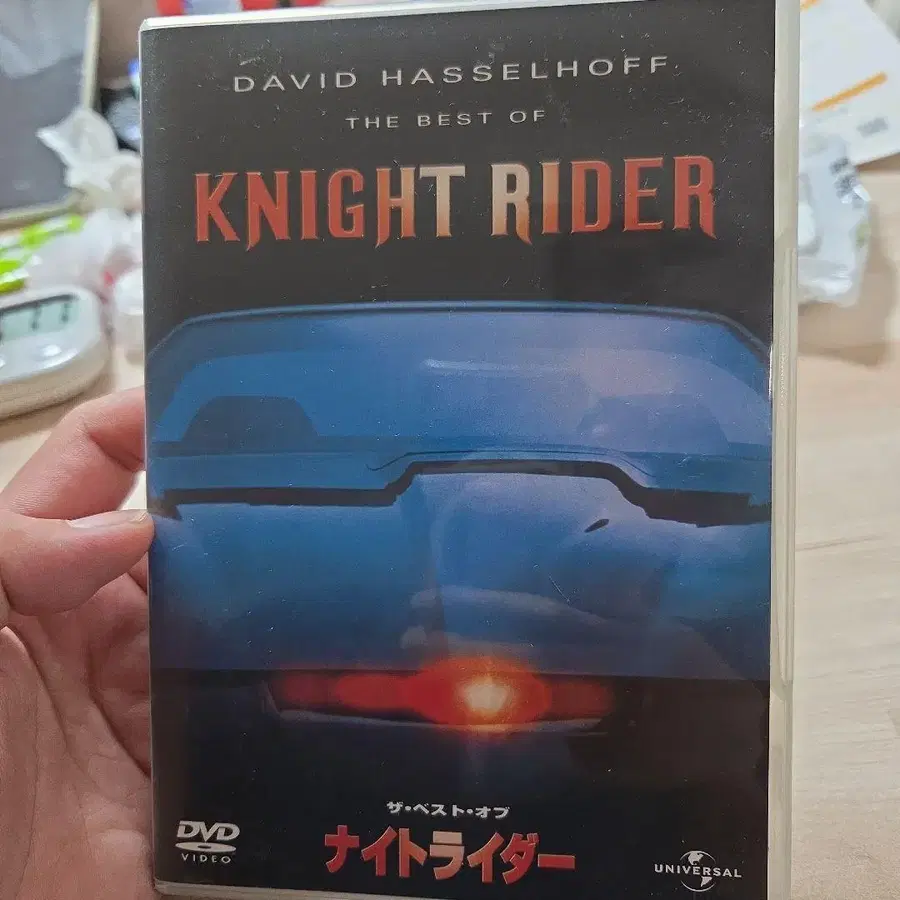 DAVID HASSELHOFF
THE BEST OF
KNIGHT RIDER
ザ・ベスト・オブ
ナイトライダー
DVD
VIDEO
UNIVERSAL